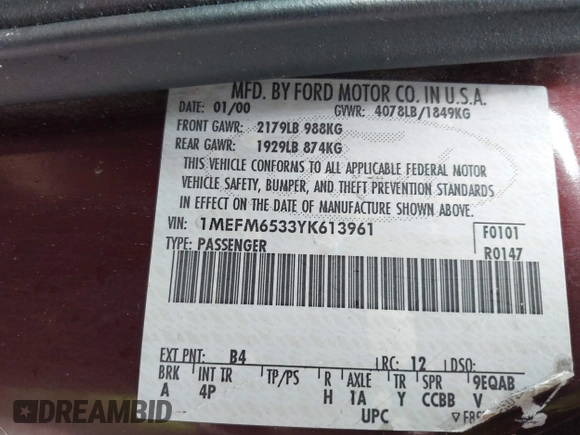 MFD. BY FORD MOTOR CO. IN U.S.A.
DATE: 01/00 GVWR: 4078LB/1849KG
FRONT GAWR: 2179LB 988KG
REAR GAWR: 1929LB 874KG
THIS VEHICLE CONFORMS TO ALL APPLICABLE FEDERAL MOTOR
VEHICLE SAFETY, BUMPER, AND THEFT PREVENTION STANDARDS
IN EFFECT ON THE DATE OF MANUFACTURE SHOWN ABOVE.
VIN: 1MEFM6533YK613961 F0101
TYPE: PASSENGER R0147
EXT PNT: B4 RC: 12 DSO:
BRK INT TR TP/PS R AXLE TR SPR 9EQAB
A 4P H 1A Y CCBB V
UPC
DREAMBID